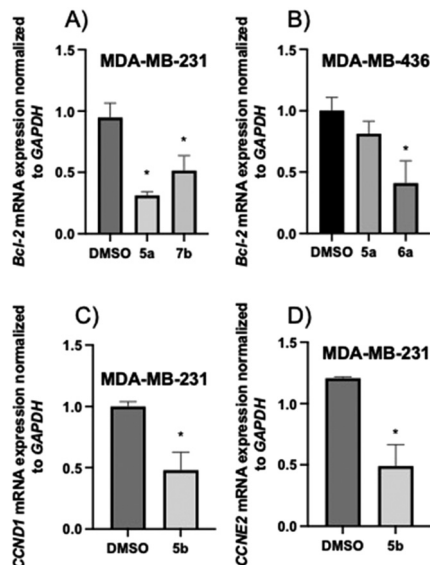 A)
Bcl-2 mRNA expression normalized
to GAPDH
MDA-MB-231
1.5
1.0
0.5
0.0
*
*
DMSO 5a 7b
B)
Bcl-2 mRNA expression normalized
to GAPDH
MDA-MB-436
1.5
1.0
0.5
0.0
*
DMSO 5a 6a
C)
CCND1 mRNA expression normalized
to GAPDH
MDA-MB-231
1.5
1.0
0.5
0.0
*
DMSO 5b
D)
CCNE2 mRNA expression normalized
to GAPDH
MDA-MB-231
1.5
1.0
0.5
0.0
*
DMSO 5b